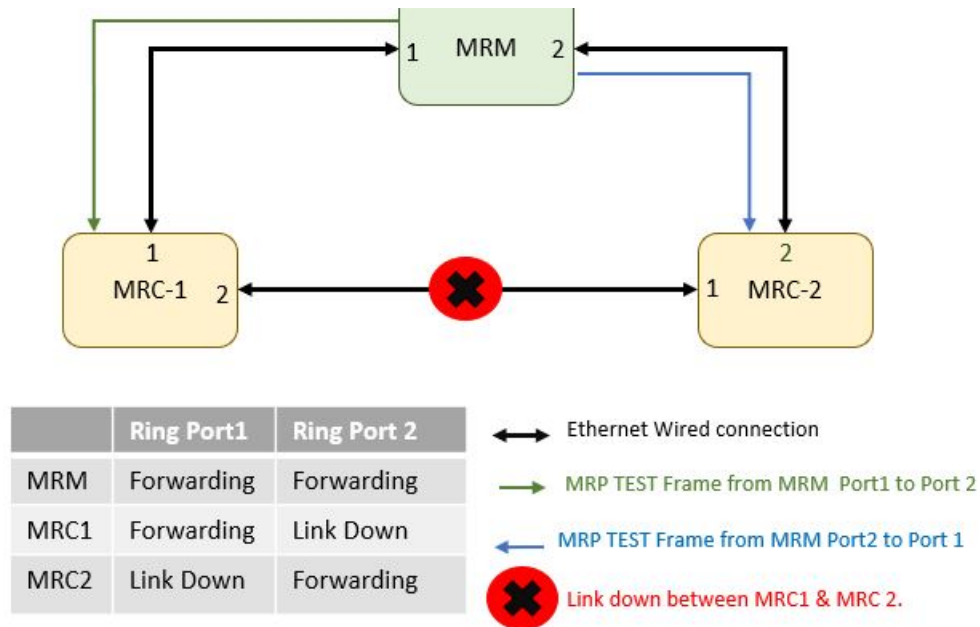 1 MRM 2
1 2
MRC-1 2 1 MRC-2
Ring Port1 Ring Port 2
MRM Forwarding Forwarding
MRC1 Forwarding Link Down
MRC2 Link Down Forwarding
Ethernet Wired connection
MRP TEST Frame from MRM Port1 to Port 2
MRP TEST Frame from MRM Port2 to Port 1
Link down between MRC1 & MRC 2.